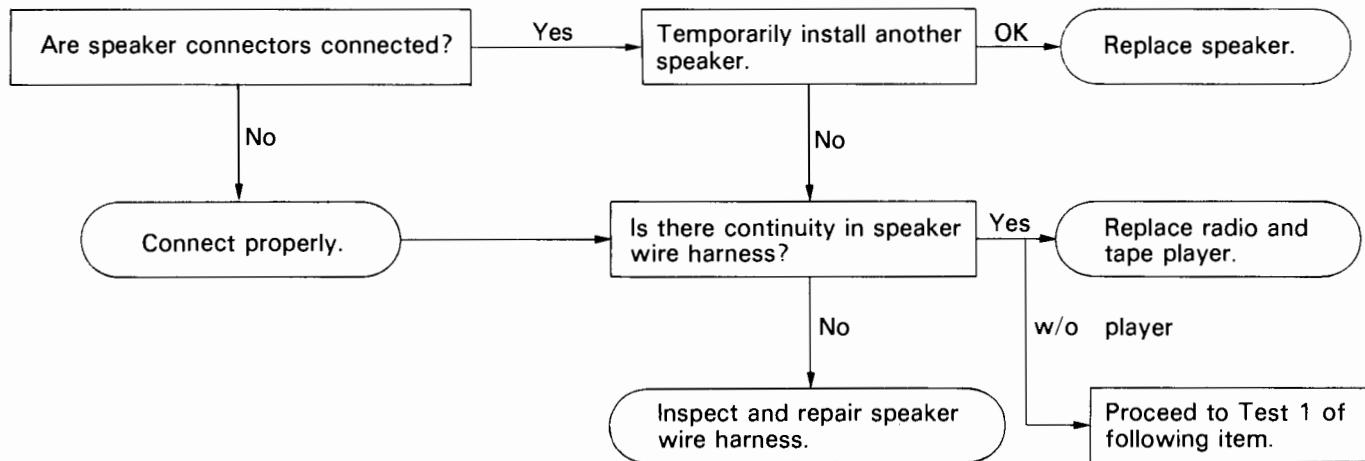 Are speaker connectors connected?
Yes
Temporarily install another
speaker.
OK
Replace speaker.
No
No
Connect properly.
Is there continuity in speaker
wire harness?
Yes
Replace radio and
tape player.
No
w/o player
Inspect and repair speaker
wire harness.
Proceed to Test 1 of
following item.